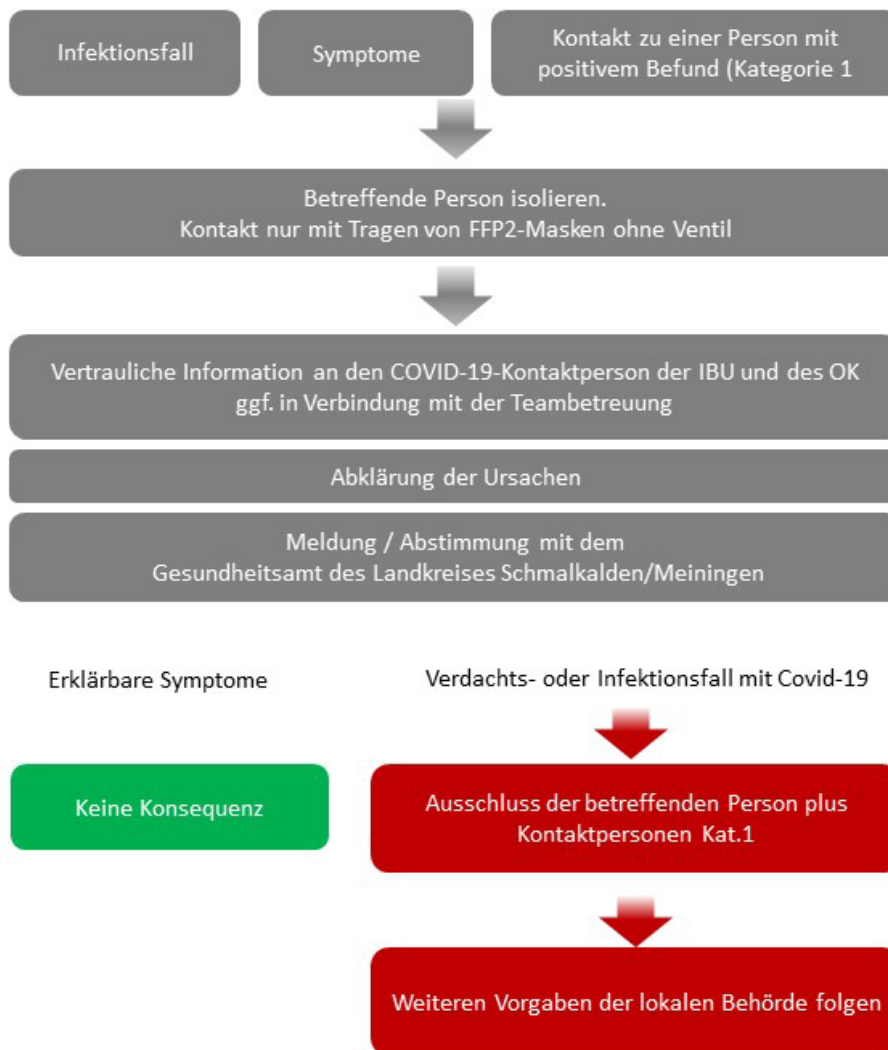 Infektionsfall
Symptome
Kontakt zu einer Person mit
positivem Befund (Kategorie 1
Betreffende Person isolieren.
Kontakt nur mit Tragen von FFP2-Masken ohne Ventil
Vertrauliche Information an den COVID-19-Kontaktperson der IBU und des OK
ggf. in Verbindung mit der Teambetreuung
Abklärung der Ursachen
Meldung / Abstimmung mit dem
Gesundheitsamt des Landkreises Schmalkalden/Meiningen
Erklärbare Symptome
Verdachts- oder Infektionsfall mit Covid-19
Keine Konsequenz
Ausschluss der betreffenden Person plus
Kontaktpersonen Kat.1
Weiteren Vorgaben der lokalen Behörde folgen